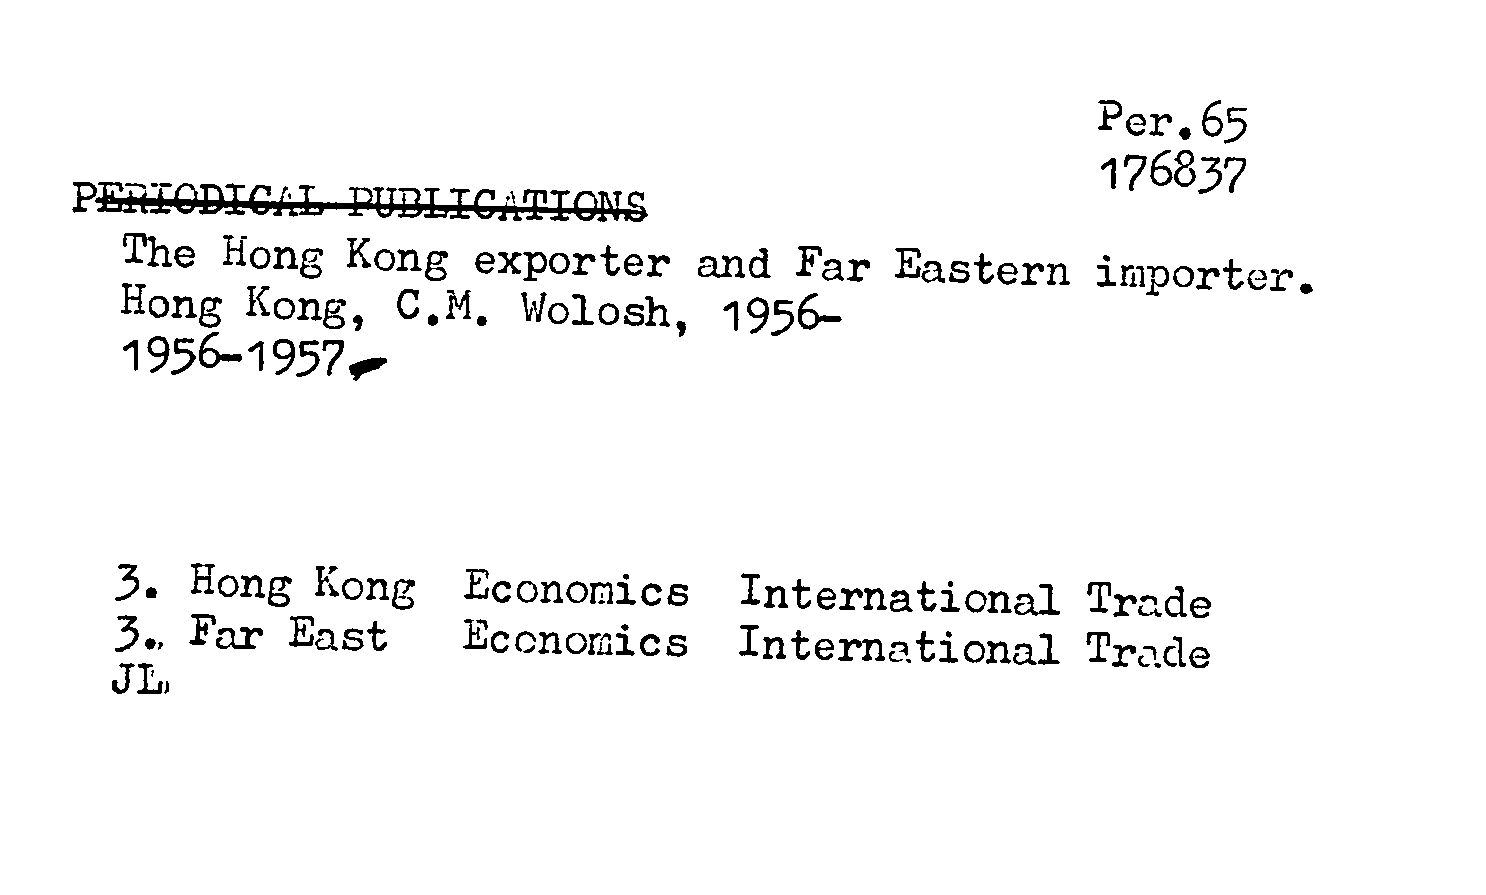 Per.65
176837
PERIODICAL PUBLICATIONS
The Hong Kong exporter and Far Eastern importer.
Hong Kong, C.M. Wolosh, 1956-
1956-1957
3. Hong Kong Economics International Trade
3. Far East Economics International Trade
JL